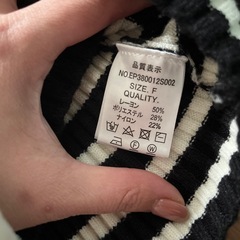 品質表示
NO.EP380012S002
SIZE. F
QUALITY.
レーヨン 50%
ポリエステル 28%
ナイロン 22%